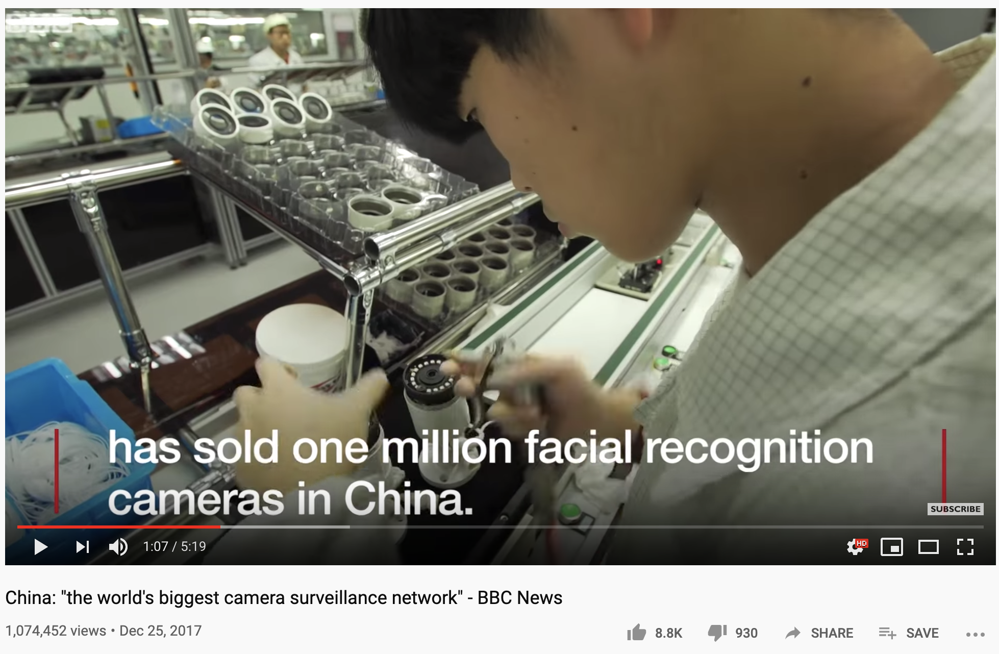 BBC
has sold one million facial recognition
cameras in China.
SUBSCRIBE
1:07 / 5:19
HD
China: "the world's biggest camera surveillance network" - BBC News
1,074,452 views • Dec 25, 2017
8.8K
930
SHARE
SAVE